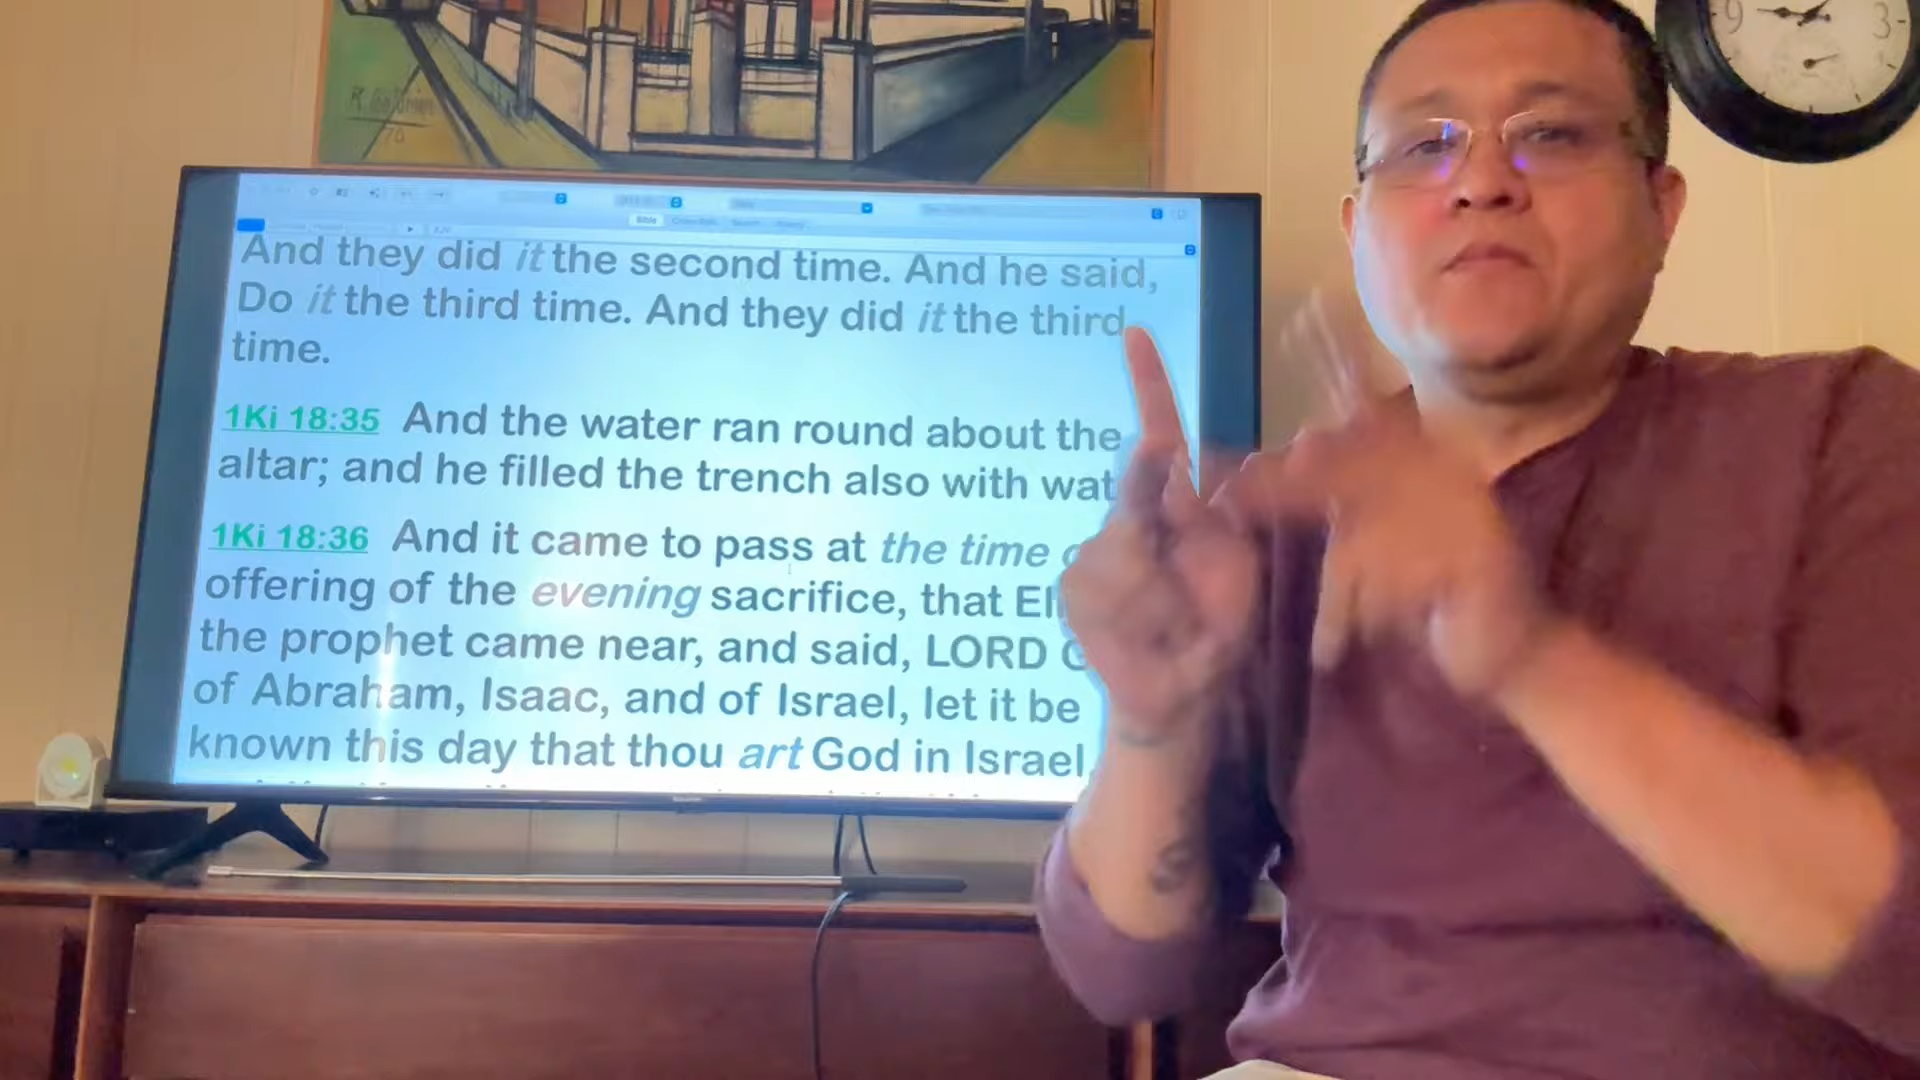 9
3
70
Bible
And they did it the second time. And he said,
Do it the third time. And they did it the third
time.
1Ki 18:35 And the water ran round about the
altar; and he filled the trench also with wat
1Ki 18:36 And it came to pass at the time
offering of the evening sacrifice, that El
the prophet came near, and said, LORD G
of Abraham, Isaac, and of Israel, let it be
known this day that thou art God in Israel,